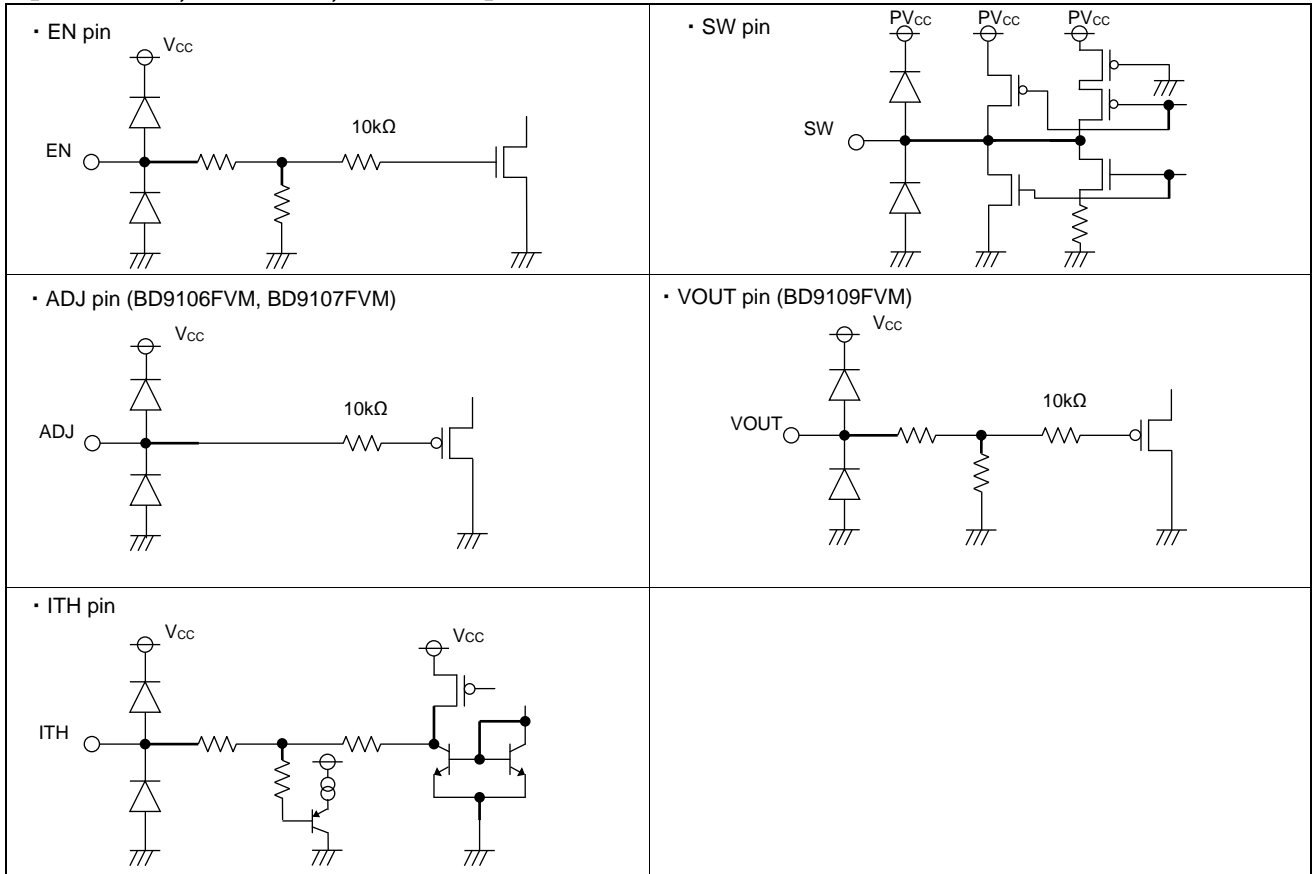 ・EN pin
Vcc
10kΩ
EN
・SW pin
PVcc PVcc PVcc
SW
・ADJ pin (BD9106FVM, BD9107FVM)
Vcc
10kΩ
ADJ
・VOUT pin (BD9109FVM)
Vcc
10kΩ
VOUT
・ITH pin
Vcc
Vcc
ITH